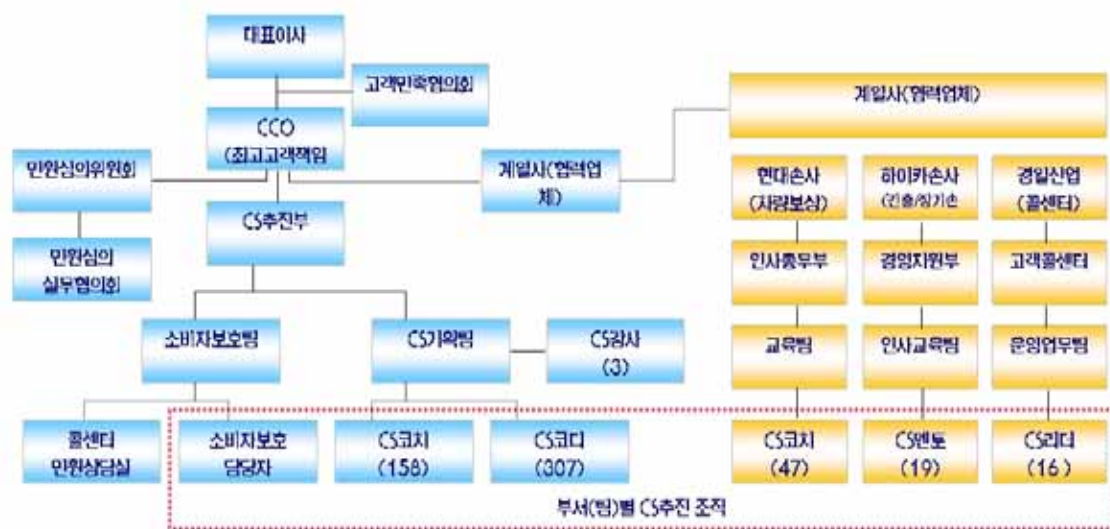 대표이사
고객만족협의회
계열사(협력업체)
CCO
(최고고객책임
민원심의위원회
계열사(협력업
체)
현대손사
(차량보상)
하이카손사
(긴출/장기손
경일산업
(콜센터)
CS추진부
민원심의
실무협의회
인사총무부
경영지원부
고객콜센터
소비자보호팀
CS기획팀
CS강사
(3)
교육팀
인사교육팀
운영업무팀
콜센터
민원상담실
소비자보호
담당자
CS코치
(158)
CS코디
(307)
CS코치
(47)
CS멘토
(19)
CS리더
(16)
부서(팀)별 CS추진 조직